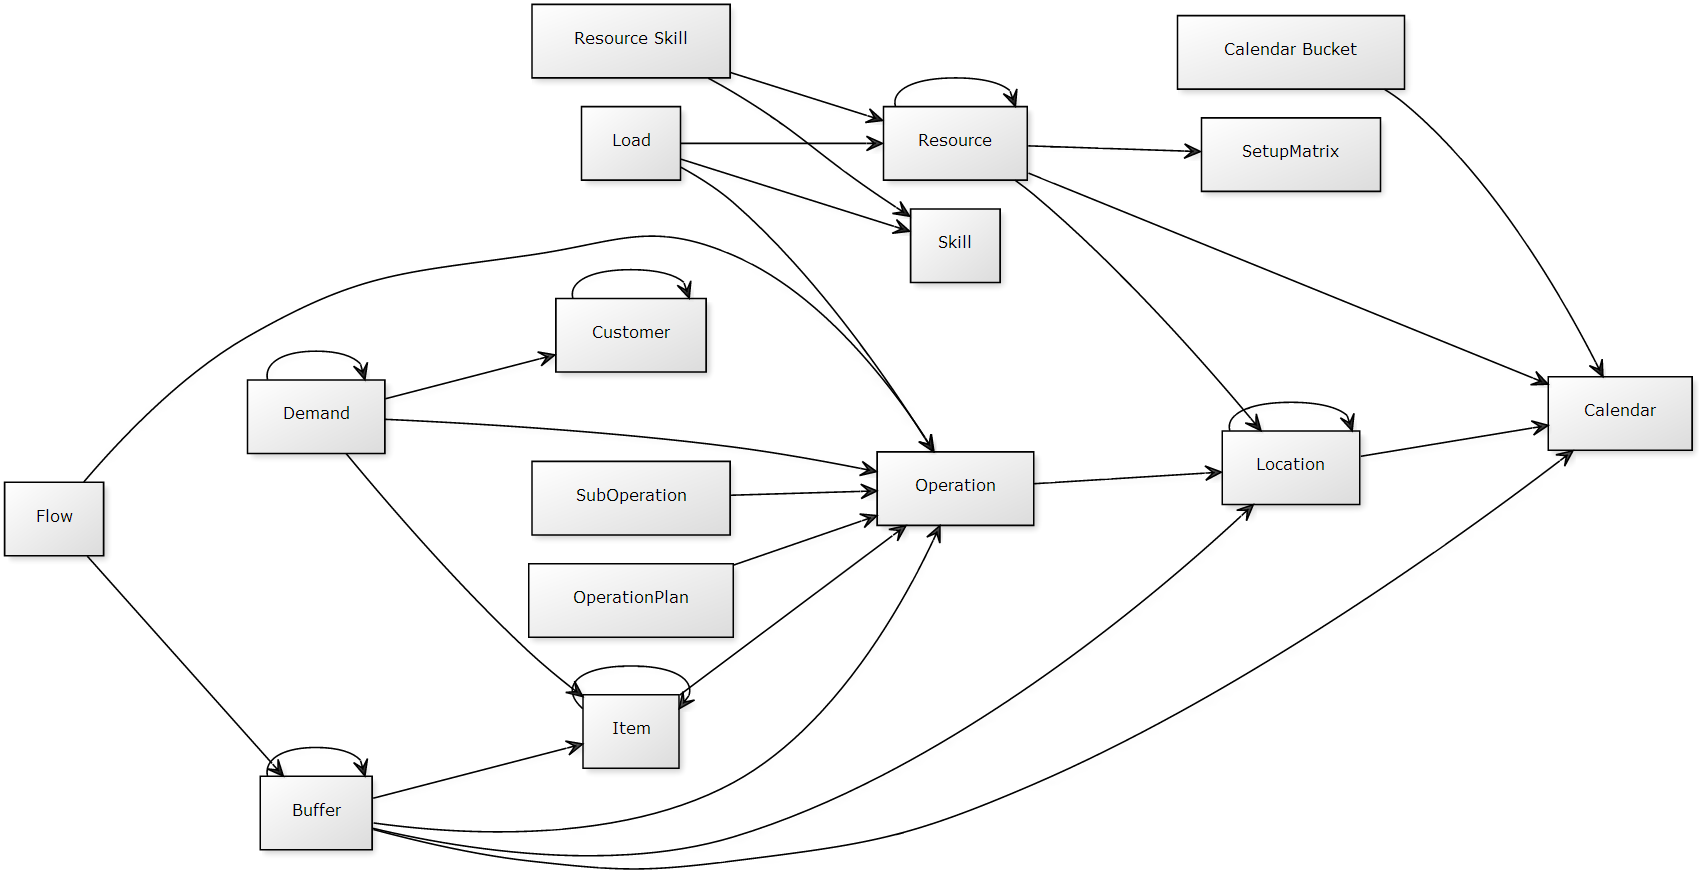 Resource Skill
Calendar Bucket
Load
Resource
SetupMatrix
Skill
Customer
Demand
Calendar
Location
Operation
SubOperation
Flow
OperationPlan
Item
Buffer